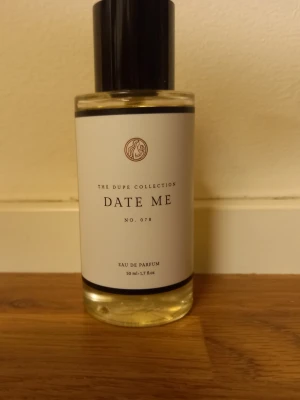 THE DUPE COLLECTION
DATE ME
NO. 078
EAU DE PARFUM
50 ml / 1.7 fl.oz